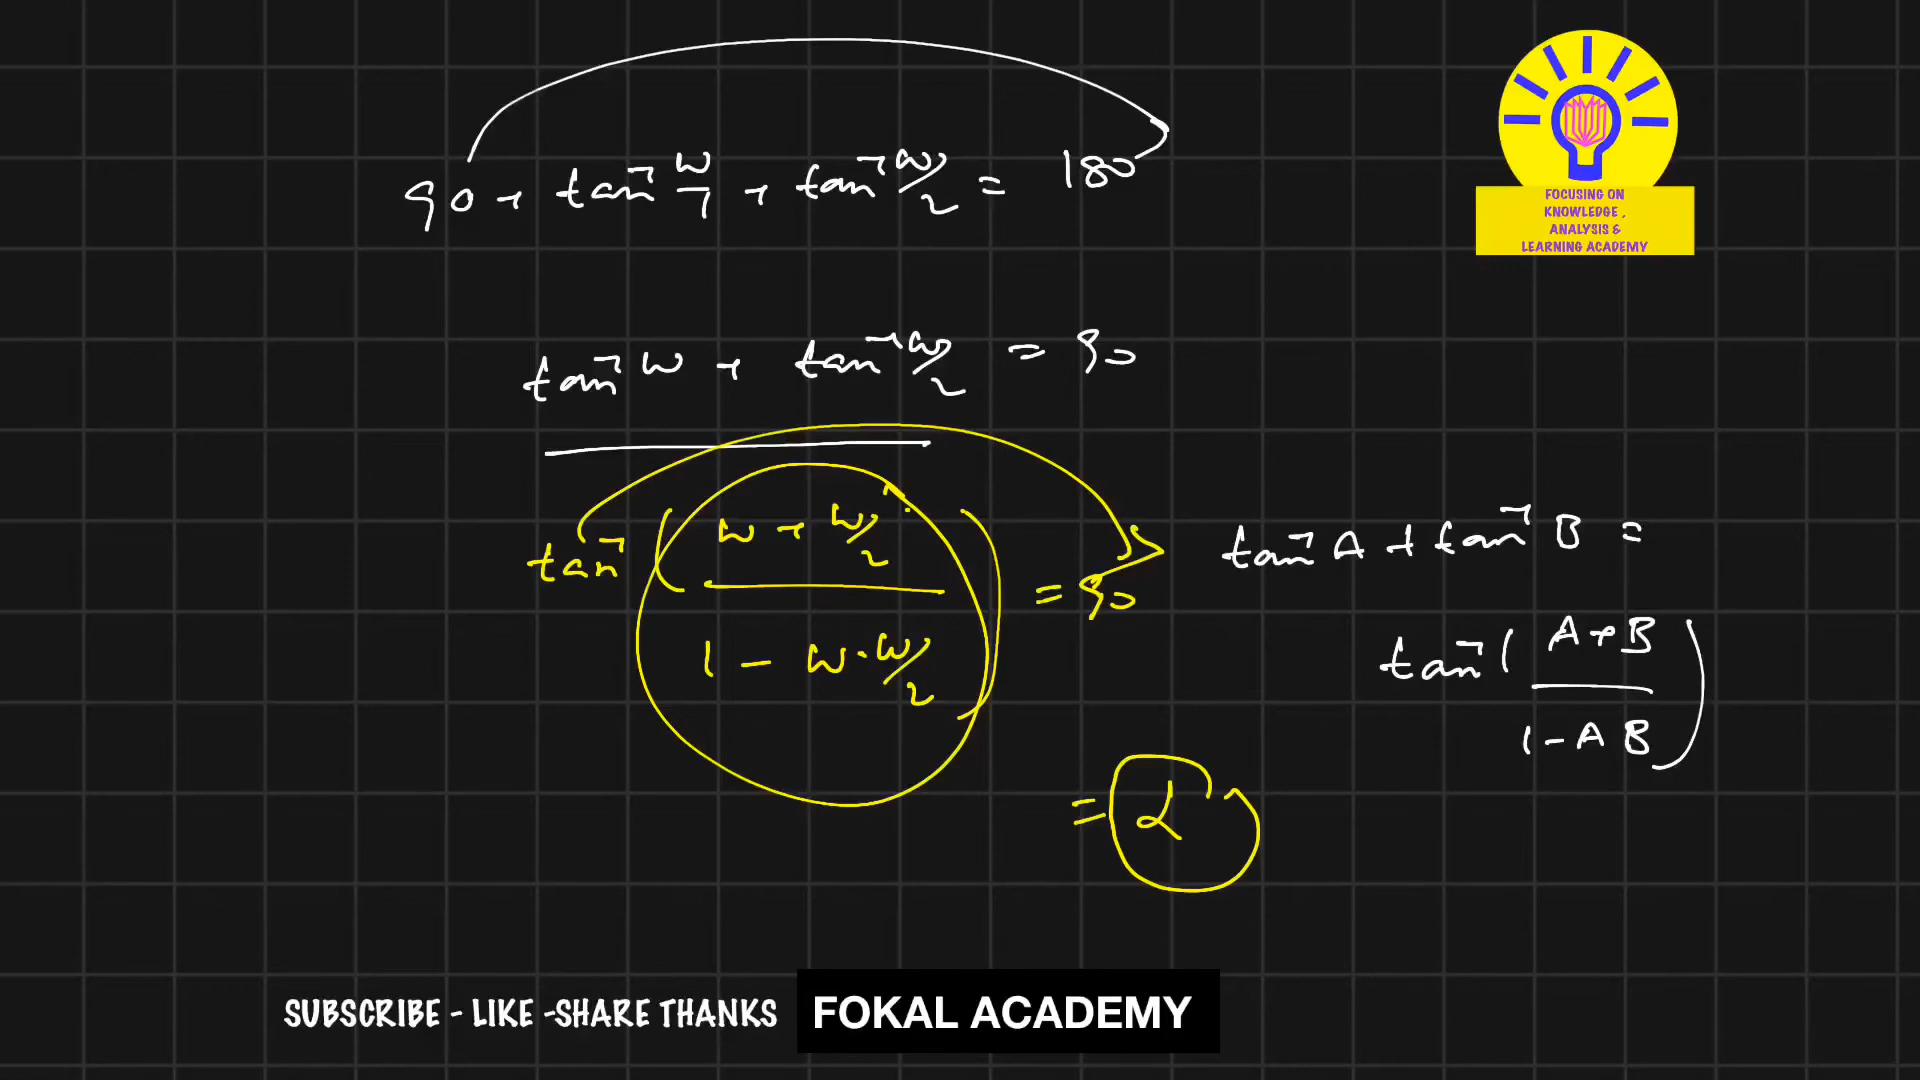 90 + tan⁻¹ w/1 + tan⁻¹ w/2 = 180
FOCUSING ON
KNOWLEDGE ,
ANALYSIS &
LEARNING ACADEMY
tan⁻¹ w + tan⁻¹ w/2 = 90
tan⁻¹ ( (w + w/2) / (1 - w·w/2) ) = 90
tan⁻¹ A + tan⁻¹ B =
tan⁻¹ ( (A+B) / (1-AB) )
= α
SUBSCRIBE - LIKE -SHARE THANKS
FOKAL ACADEMY